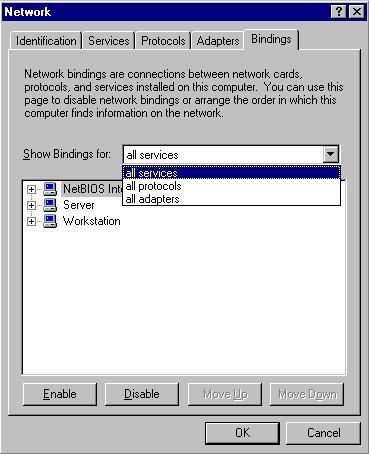 Network
Identification Services Protocols Adapters Bindings
Network bindings are connections between network cards,
protocols, and services installed on this computer. You can use this
page to disable network bindings or arrange the order in which this
computer finds information on the network.
Show Bindings for: all services
all services
all protocols
all adapters
NetBIOS
Server
Workstation
Enable Disable Move Up Move Down
OK Cancel